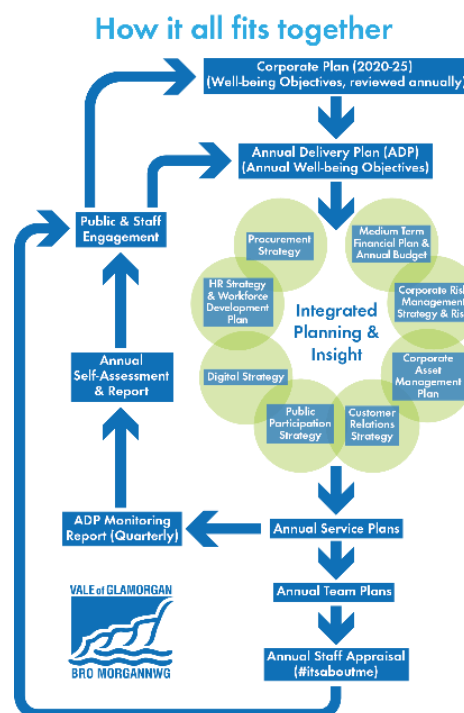 How it all fits together
Corporate Plan (2020-25)
(Well-being Objectives, reviewed annually)
Annual Delivery Plan (ADP)
(Annual Well-being Objectives)
Public & Staff
Engagement
Procurement
Strategy
Medium Term
Financial Plan &
Annual Budget
HR Strategy
& Workforce
Development
Plan
Integrated
Planning &
Insight
Corporate Risk
Management
Strategy & Risk
Annual
Self-Assessment
& Report
Digital Strategy
Corporate
Asset
Management
Plan
Public
Participation
Strategy
Customer
Relations
Strategy
ADP Monitoring
Report (Quarterly)
Annual Service Plans
Annual Team Plans
VALE of GLAMORGAN
BRO MORGANNWG
Annual Staff Appraisal
(#itsaboutme)